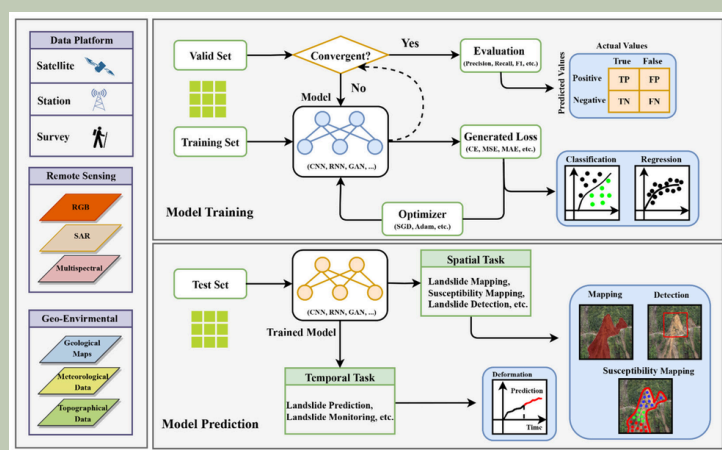 Data Platform
Satellite
Station
Survey
Remote Sensing
RGB
SAR
Multispectral
Geo-Envirmental
Geological
Maps
Meteorological
Data
Topographical
Data
Valid Set
Convergent?
Yes
No
Evaluation
(Precision, Recall, F1, etc.)
Actual Values
True False
Predicted Values
Positive TP FP
Negative TN FN
Training Set
Model
(CNN, RNN, GAN, ...)
Generated Loss
(CE, MSE, MAE, etc.)
Classification Regression
Optimizer
(SGD, Adam, etc.)
Model Training
Test Set
(CNN, RNN, GAN, ...)
Trained Model
Spatial Task
Landslide Mapping,
Susceptibility Mapping,
Landslide Detection, etc.
Mapping Detection
Susceptibility Mapping
Temporal Task
Landslide Prediction,
Landslide Monitoring, etc.
Deformation
Prediction
Time
Model Prediction